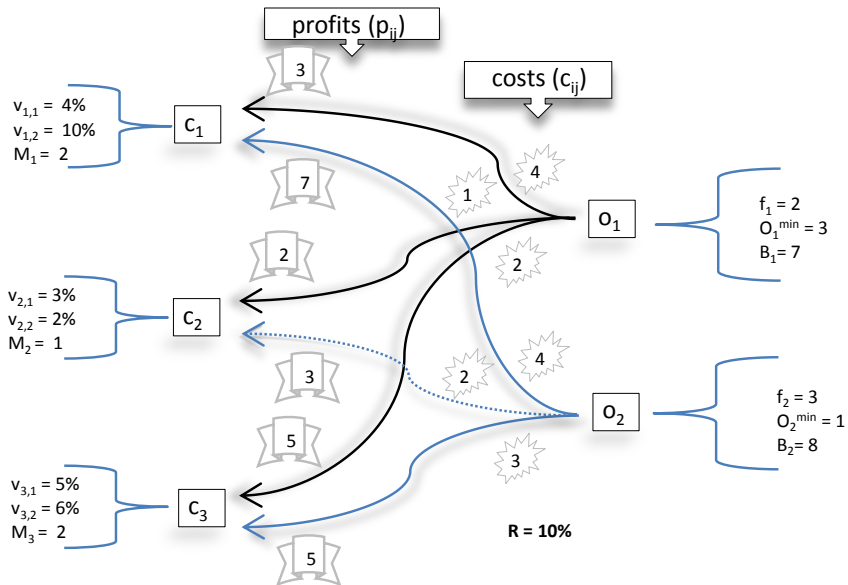 profits (pij)
costs (cij)
3
v1,1 = 4%
v1,2 = 10%
M1 = 2
c1
7
1
4
o1
f1 = 2
O1min = 3
B1= 7
2
2
v2,1 = 3%
v2,2 = 2%
M2 = 1
c2
3
2
4
o2
f2 = 3
O2min = 1
B2= 8
5
3
v3,1 = 5%
v3,2 = 6%
M3 = 2
c3
5
R = 10%